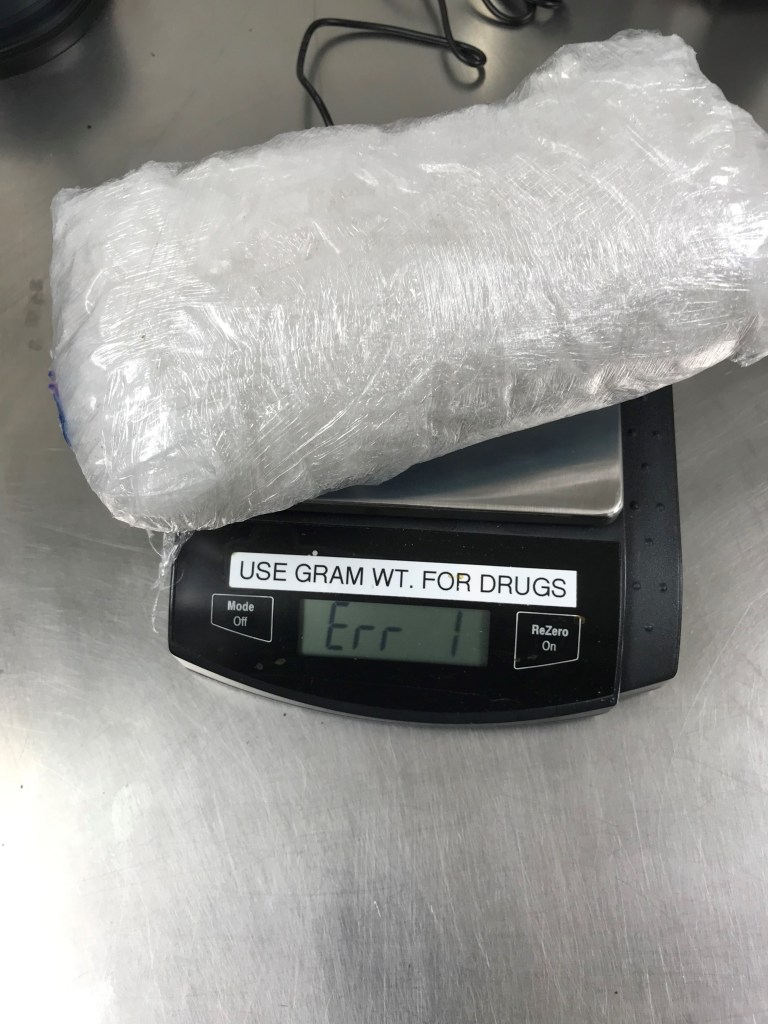 USE GRAM WT. FOR DRUGS
Mode
Off
Err 1
ReZero
On